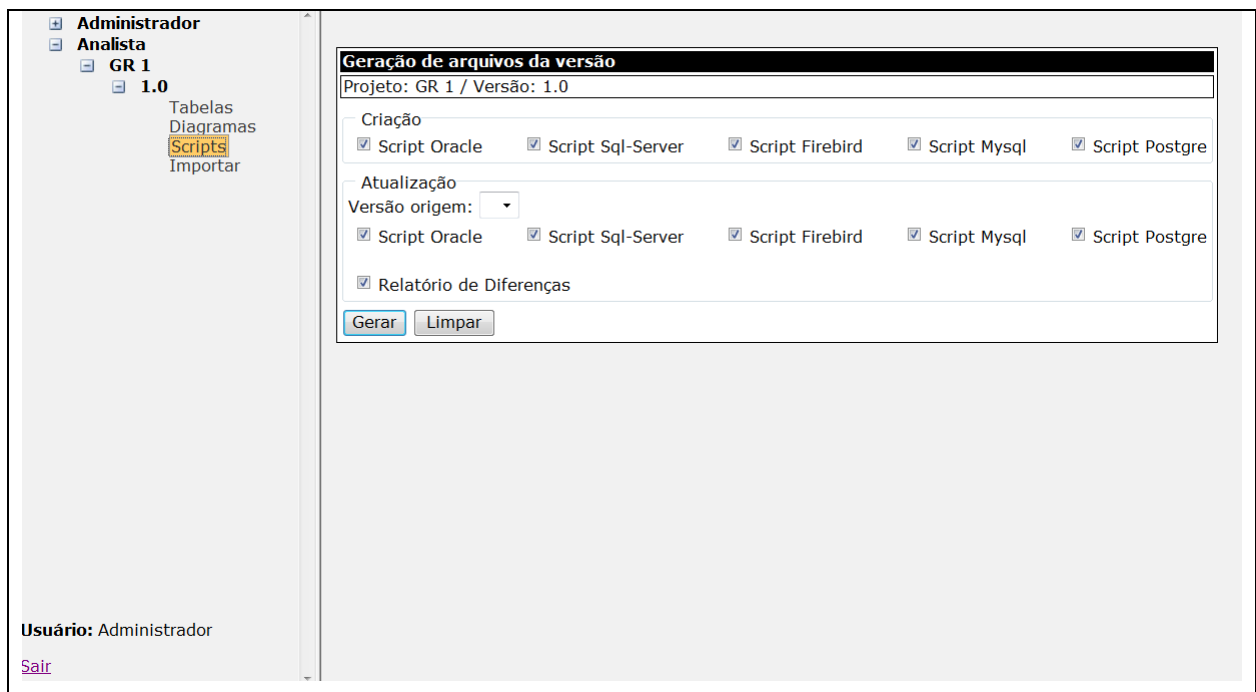 Administrador
Analista
GR 1
1.0
Tabelas
Diagramas
Scripts
Importar
Usuário: Administrador
Sair
Geração de arquivos da versão
Projeto: GR 1 / Versão: 1.0
Criação
Script Oracle Script Sql-Server Script Firebird Script Mysql Script Postgre
Atualização
Versão origem:
Script Oracle Script Sql-Server Script Firebird Script Mysql Script Postgre
Relatório de Diferenças
Gerar Limpar